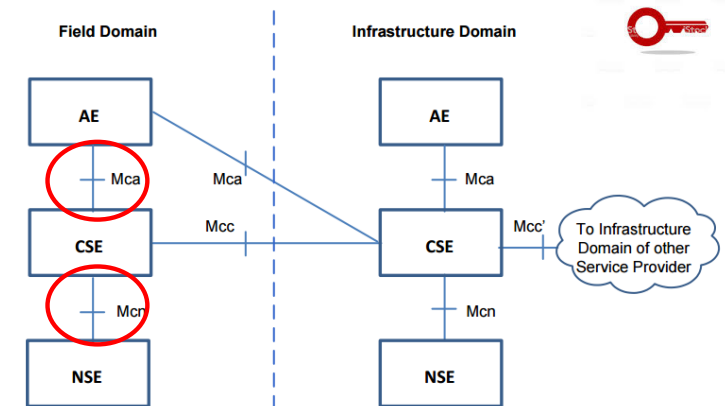 Field Domain
Infrastructure Domain
AE
AE
Mca
Mca
Mca
Mcc
Mcc'
CSE
CSE
To Infrastructure
Domain of other
Service Provider
Mcn
Mcn
NSE
NSE